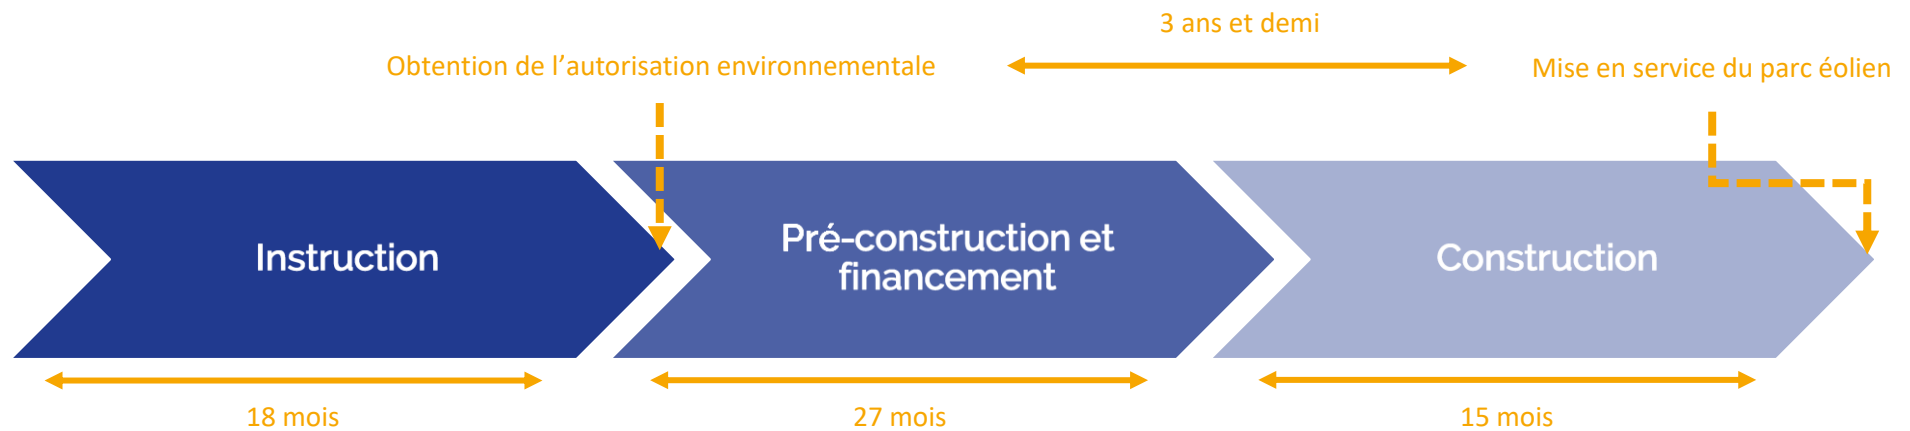 3 ans et demi
Obtention de l’autorisation environnementale
Mise en service du parc éolien
Instruction
Pré-construction et
financement
Construction
18 mois
27 mois
15 mois